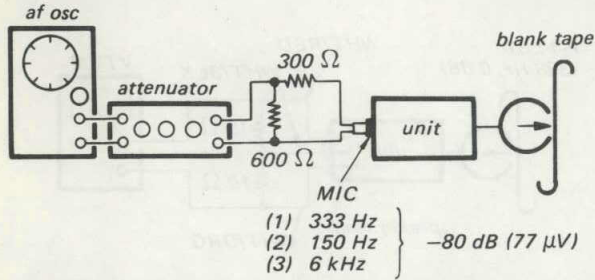 af osc
blank tape
300 Ω
attenuator
unit
600 Ω
MIC
(1) 333 Hz
(2) 150 Hz
(3) 6 kHz
−80 dB (77 μV)